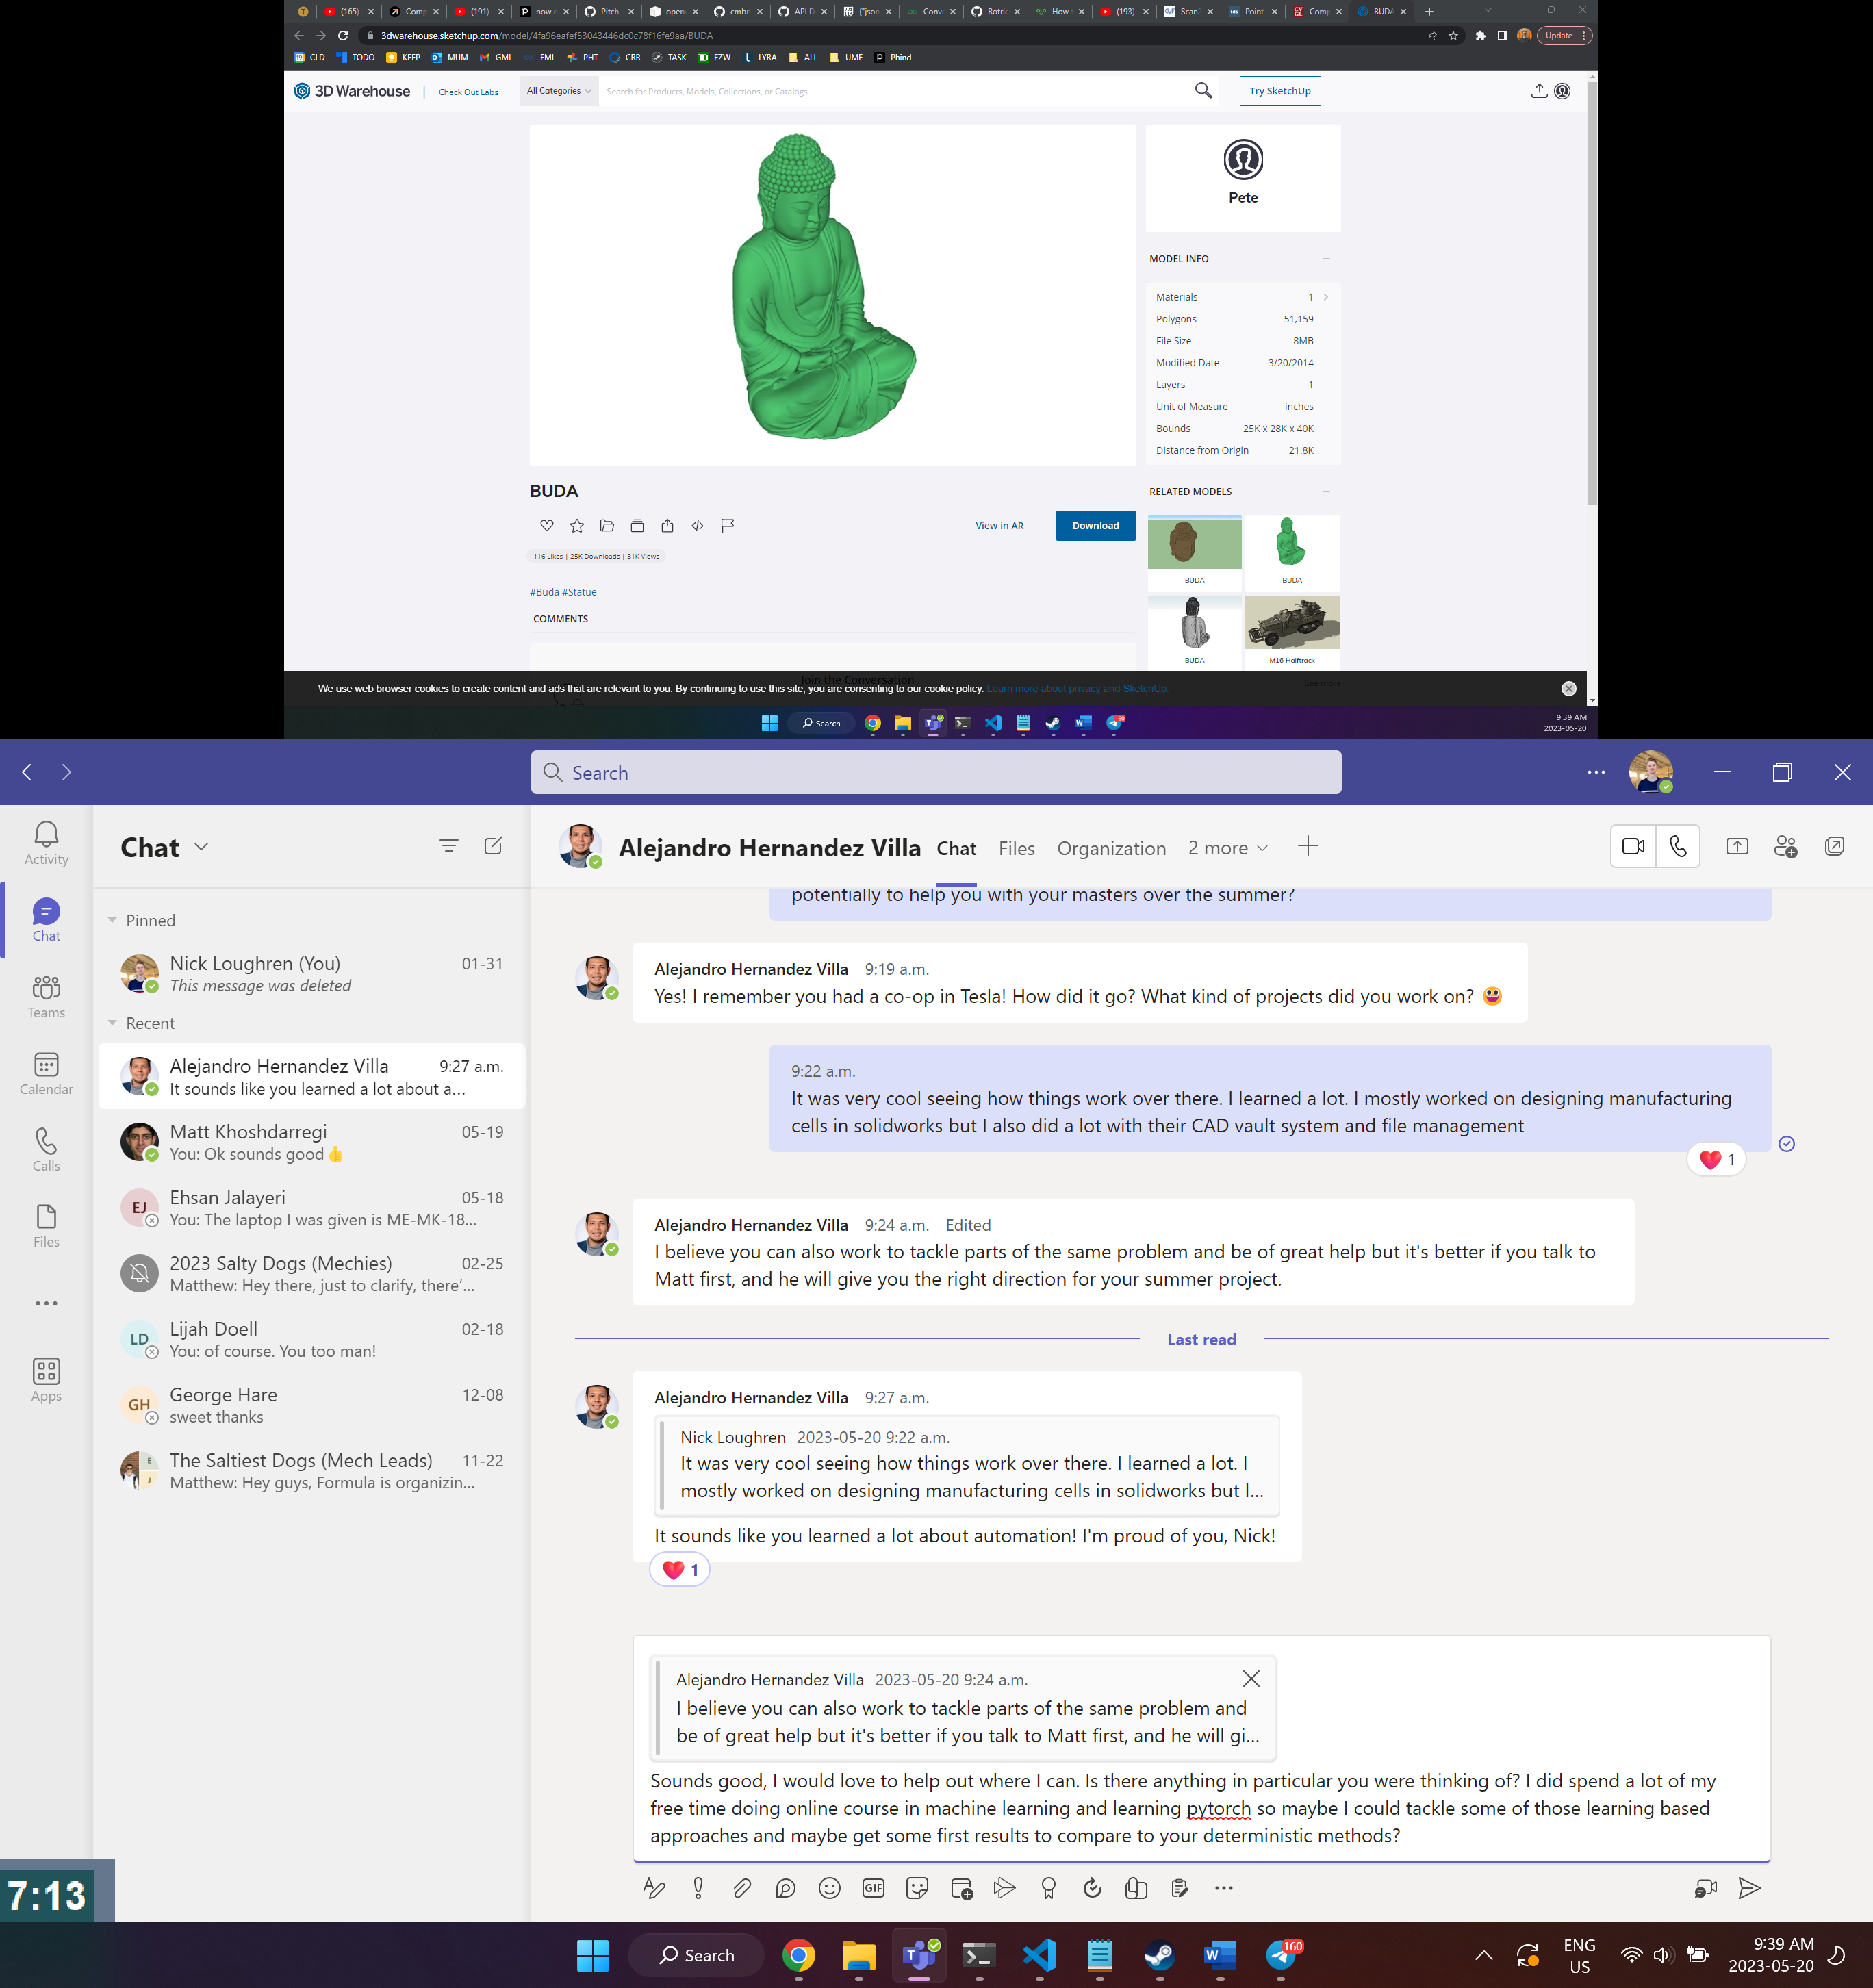 (165)
Comp
(191)
now g
Pitch
open
cmbr
API D
{"json
Conve
Rotric
How t
(193)
Scan2
Point
Comp
BUDA
3dwarehouse.sketchup.com/model/4fa96eafef53043446dc0c78f16fe9aa/BUDA
Update
CLD TODO KEEP MUM GML EML PHT CRR TASK EZW LYRA ALL UME Phind
3D Warehouse
Check Out Labs
All Categories
Search for Products, Models, Collections, or Catalogs
Try SketchUp
Pete
MODEL INFO
Materials 1
Polygons 51,159
File Size 8MB
Modified Date 3/20/2014
Layers 1
Unit of Measure inches
Bounds 25K x 28K x 40K
Distance from Origin 21.8K
BUDA
View in AR
Download
116 Likes | 25K Downloads | 31K Views
#Buda #Statue
COMMENTS
Join the Conversation
RELATED MODELS
BUDA
BUDA
BUDA
M16 Halftrack
See more
We use web browser cookies to create content and ads that are relevant to you. By continuing to use this site, you are consenting to our cookie policy. Learn more about privacy and SketchUp
Search
160
9:39 AM
2023-05-20
Search
Activity
Chat
Teams
Calendar
Calls
Files
Apps
Chat
Pinned
Nick Loughren (You) 01-31
This message was deleted
Recent
Alejandro Hernandez Villa 9:27 a.m.
It sounds like you learned a lot about a...
Matt Khoshdarregi 05-19
You: Ok sounds good👍
EJ
Ehsan Jalayeri 05-18
You: The laptop I was given is ME-MK-18...
2023 Salty Dogs (Mechies) 02-25
Matthew: Hey there, just to clarify, there'...
LD
Lijah Doell 02-18
You: of course. You too man!
GH
George Hare 12-08
sweet thanks
E
J
The Saltiest Dogs (Mech Leads) 11-22
Matthew: Hey guys, Formula is organizin...
Alejandro Hernandez Villa Chat Files Organization 2 more
potentially to help you with your masters over the summer?
Alejandro Hernandez Villa 9:19 a.m.
Yes! I remember you had a co-op in Tesla! How did it go? What kind of projects did you work on? 😀
9:22 a.m.
It was very cool seeing how things work over there. I learned a lot. I mostly worked on designing manufacturing
cells in solidworks but I also did a lot with their CAD vault system and file management
❤️ 1
Alejandro Hernandez Villa 9:24 a.m. Edited
I believe you can also work to tackle parts of the same problem and be of great help but it's better if you talk to
Matt first, and he will give you the right direction for your summer project.
Last read
Alejandro Hernandez Villa 9:27 a.m.
Nick Loughren 2023-05-20 9:22 a.m.
It was very cool seeing how things work over there. I learned a lot. I
mostly worked on designing manufacturing cells in solidworks but I...
It sounds like you learned a lot about automation! I'm proud of you, Nick!
❤️ 1
Alejandro Hernandez Villa 2023-05-20 9:24 a.m.
I believe you can also work to tackle parts of the same problem and
be of great help but it's better if you talk to Matt first, and he will gi...
Sounds good, I would love to help out where I can. Is there anything in particular you were thinking of? I did spend a lot of my
free time doing online course in machine learning and learning pytorch so maybe I could tackle some of those learning based
approaches and maybe get some first results to compare to your deterministic methods?
GIF
7:13
Search
160
ENG
US
9:39 AM
2023-05-20